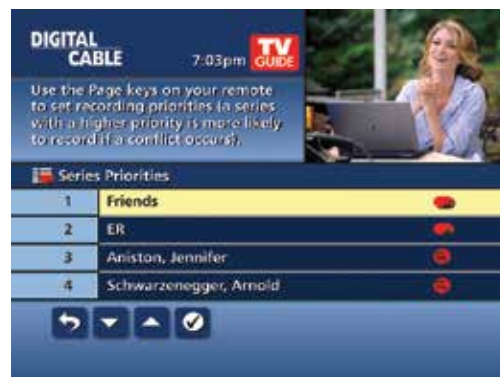 DIGITAL
CABLE
7:03pm
TV
GUIDE
Use the Page keys on your remote
to set recording priorities (a series
with a higher priority is more likely
to record if a conflict occurs).
Series Priorities
1 Friends
2 ER
3 Aniston, Jennifer
4 Schwarzenegger, Arnold